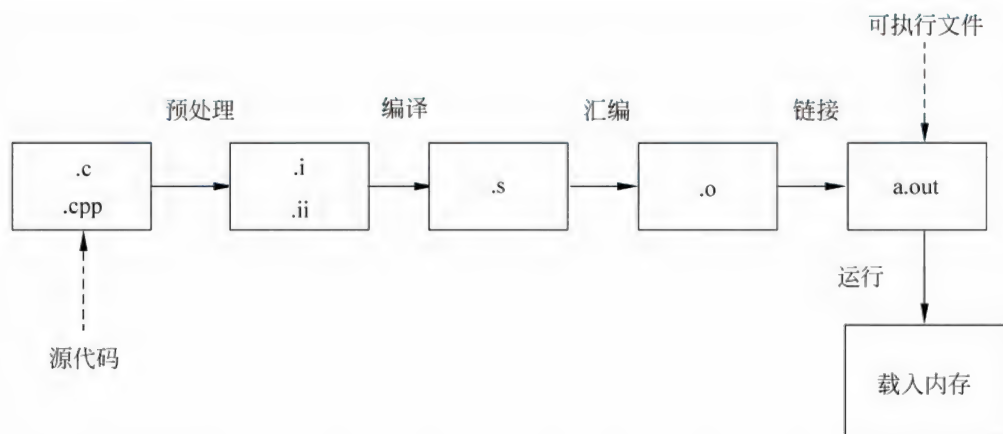 可执行文件
预处理
编译
汇编
链接
.c
.cpp
.i
.ii
.s
.o
a.out
运行
源代码
载入内存